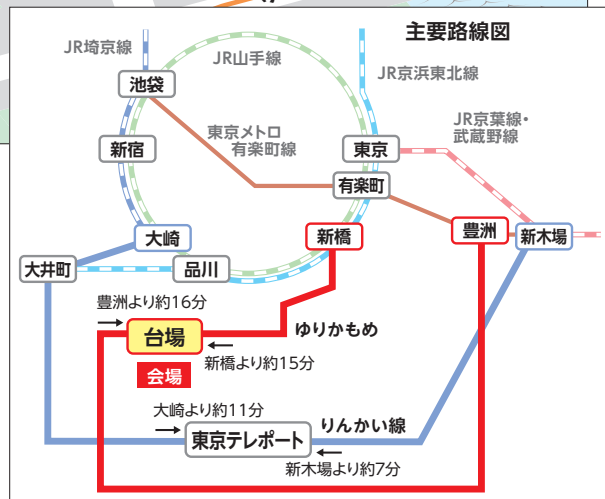 主要路線図
JR埼京線
JR山手線
JR京浜東北線
池袋
東京メトロ
有楽町線
JR京葉線・
武蔵野線
新宿
東京
有楽町
大崎
新橋
豊洲
新木場
大井町
品川
豊洲より約16分
台場
ゆりかもめ
新橋より約15分
会場
大崎より約11分
りんかい線
東京テレポート
新木場より約7分